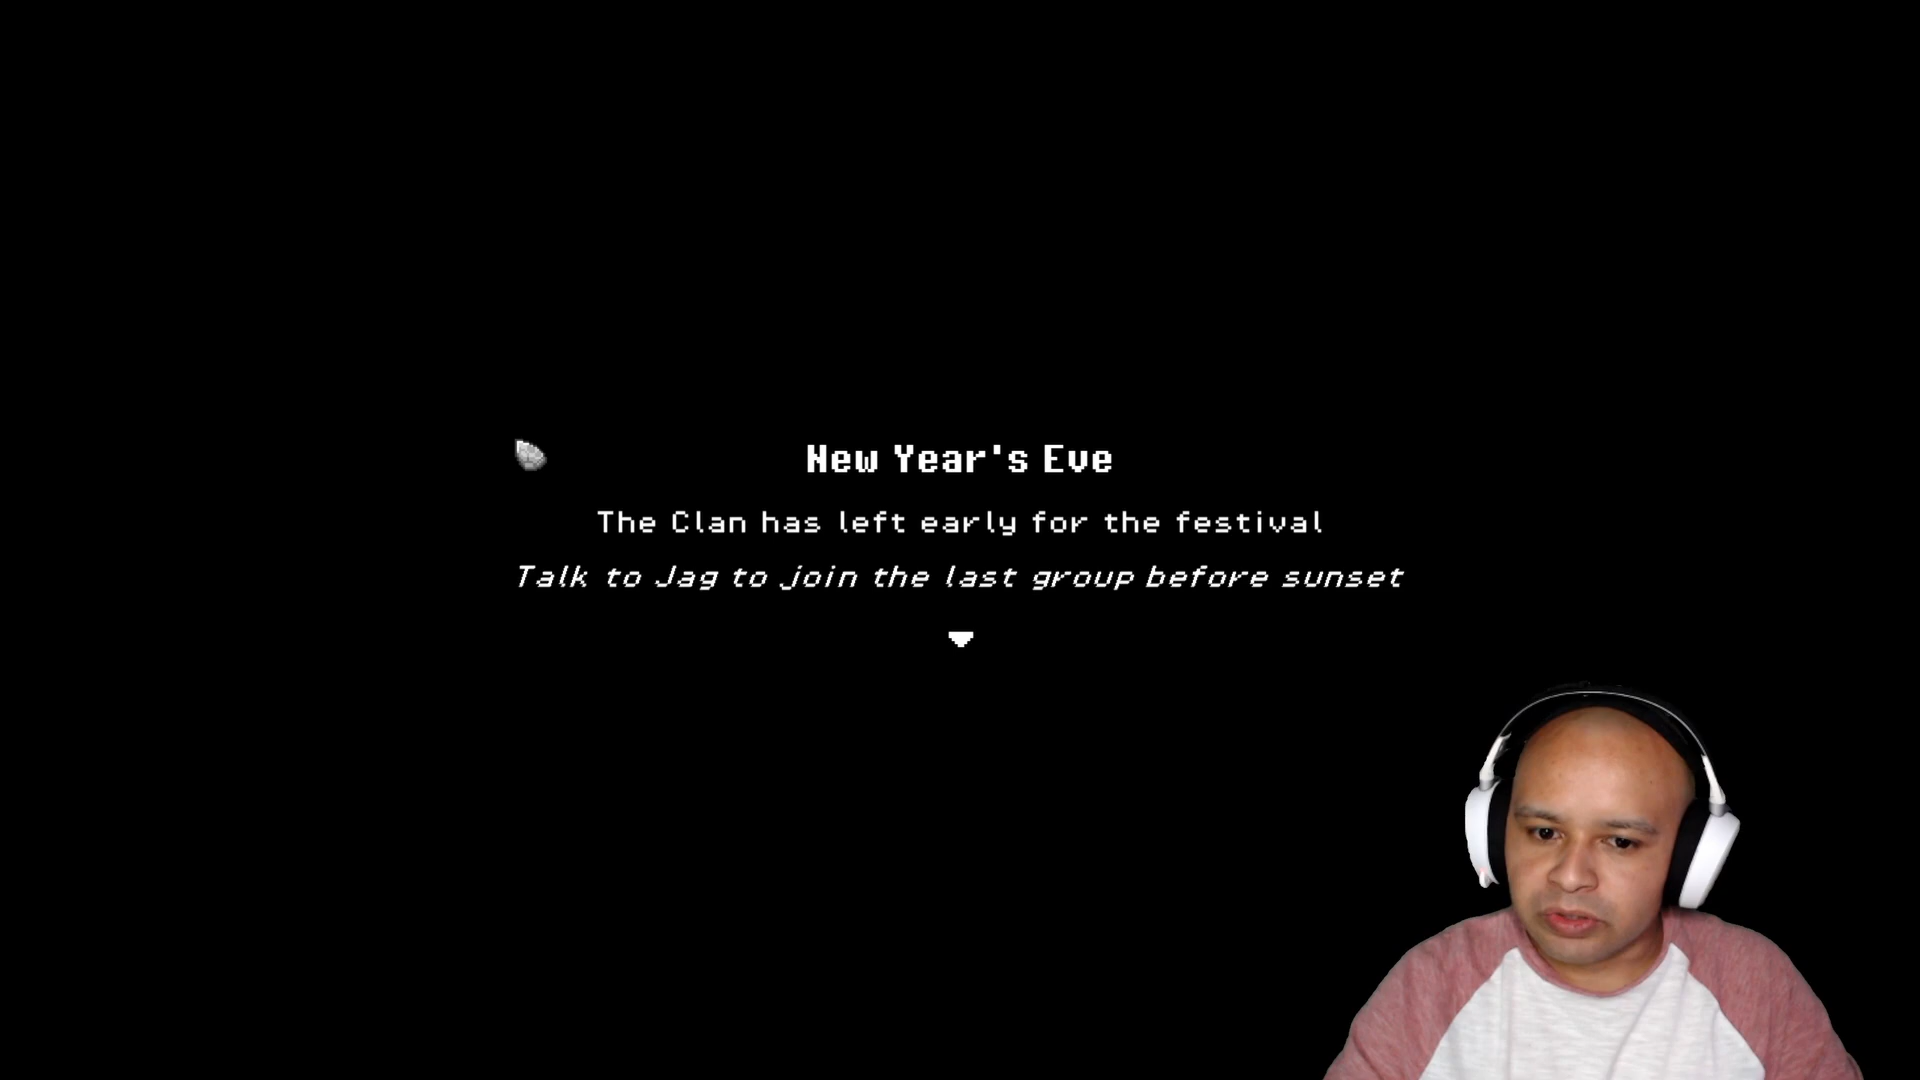 New Year's Eve
The Clan has left early for the festival
Talk to Jag to join the last group before sunset